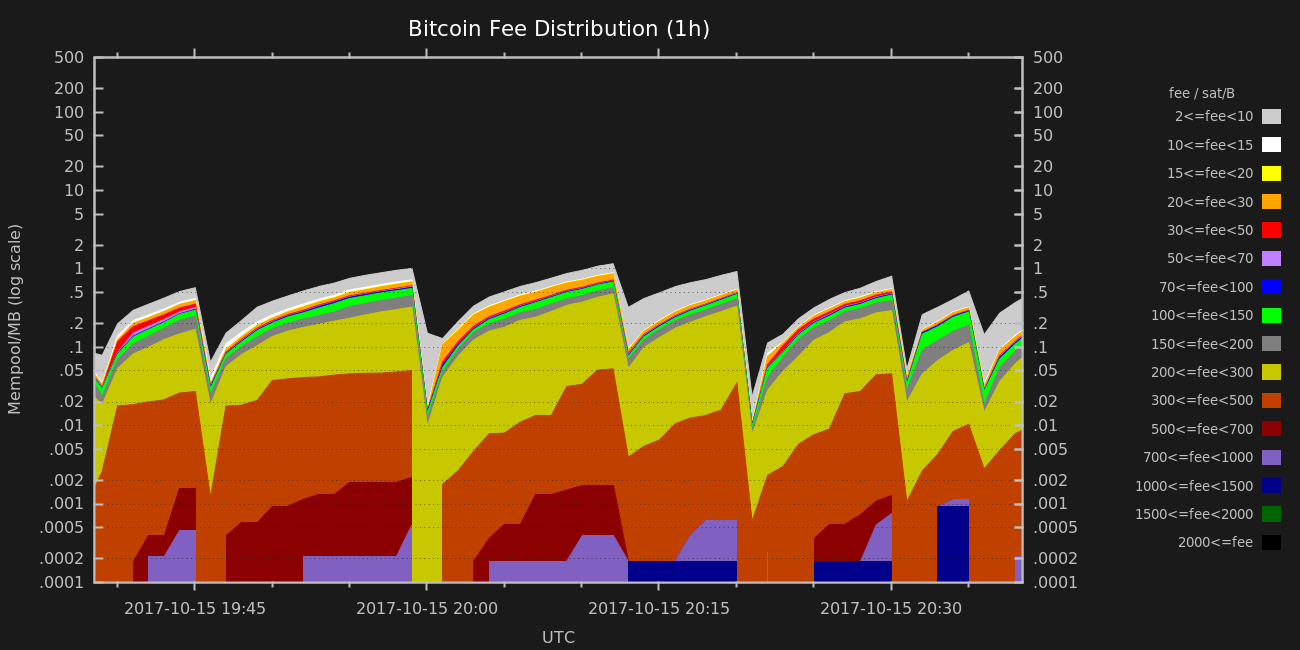 Bitcoin Fee Distribution (1h)
500
200
100
50
20
10
5
2
1
.5
.2
.1
.05
.02
.01
.005
.002
.001
.0005
.0002
.0001
Mempool/MB (log scale)
500
200
100
50
20
10
5
2
1
.5
.2
.1
.05
.02
.01
.005
.002
.001
.0005
.0002
.0001
2017-10-15 19:45
2017-10-15 20:00
2017-10-15 20:15
2017-10-15 20:30
UTC
fee / sat/B
2<=fee<10
10<=fee<15
15<=fee<20
20<=fee<30
30<=fee<50
50<=fee<70
70<=fee<100
100<=fee<150
150<=fee<200
200<=fee<300
300<=fee<500
500<=fee<700
700<=fee<1000
1000<=fee<1500
1500<=fee<2000
2000<=fee